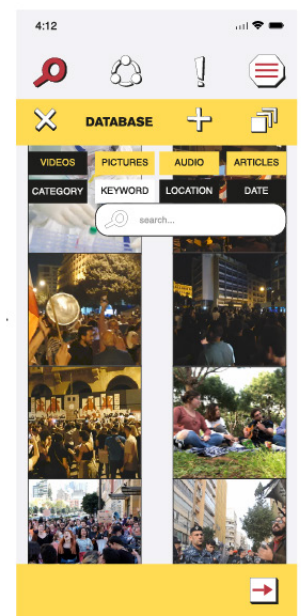 4:12
DATABASE
VIDEOS PICTURES AUDIO ARTICLES
CATEGORY KEYWORD LOCATION DATE
search...